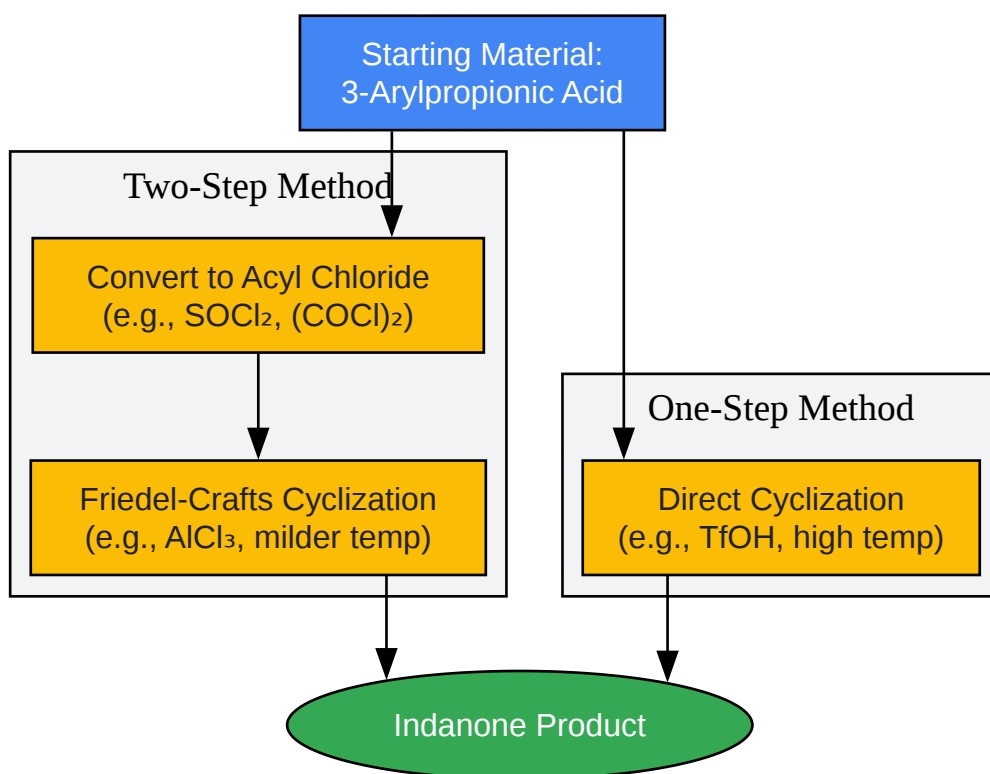 Starting Material:
3-Arylpropionic Acid
Two-Step Method
Convert to Acyl Chloride
(e.g., SOCl₂, (COCl)₂)
Friedel-Crafts Cyclization
(e.g., AlCl₃, milder temp)
One-Step Method
Direct Cyclization
(e.g., TfOH, high temp)
Indanone Product